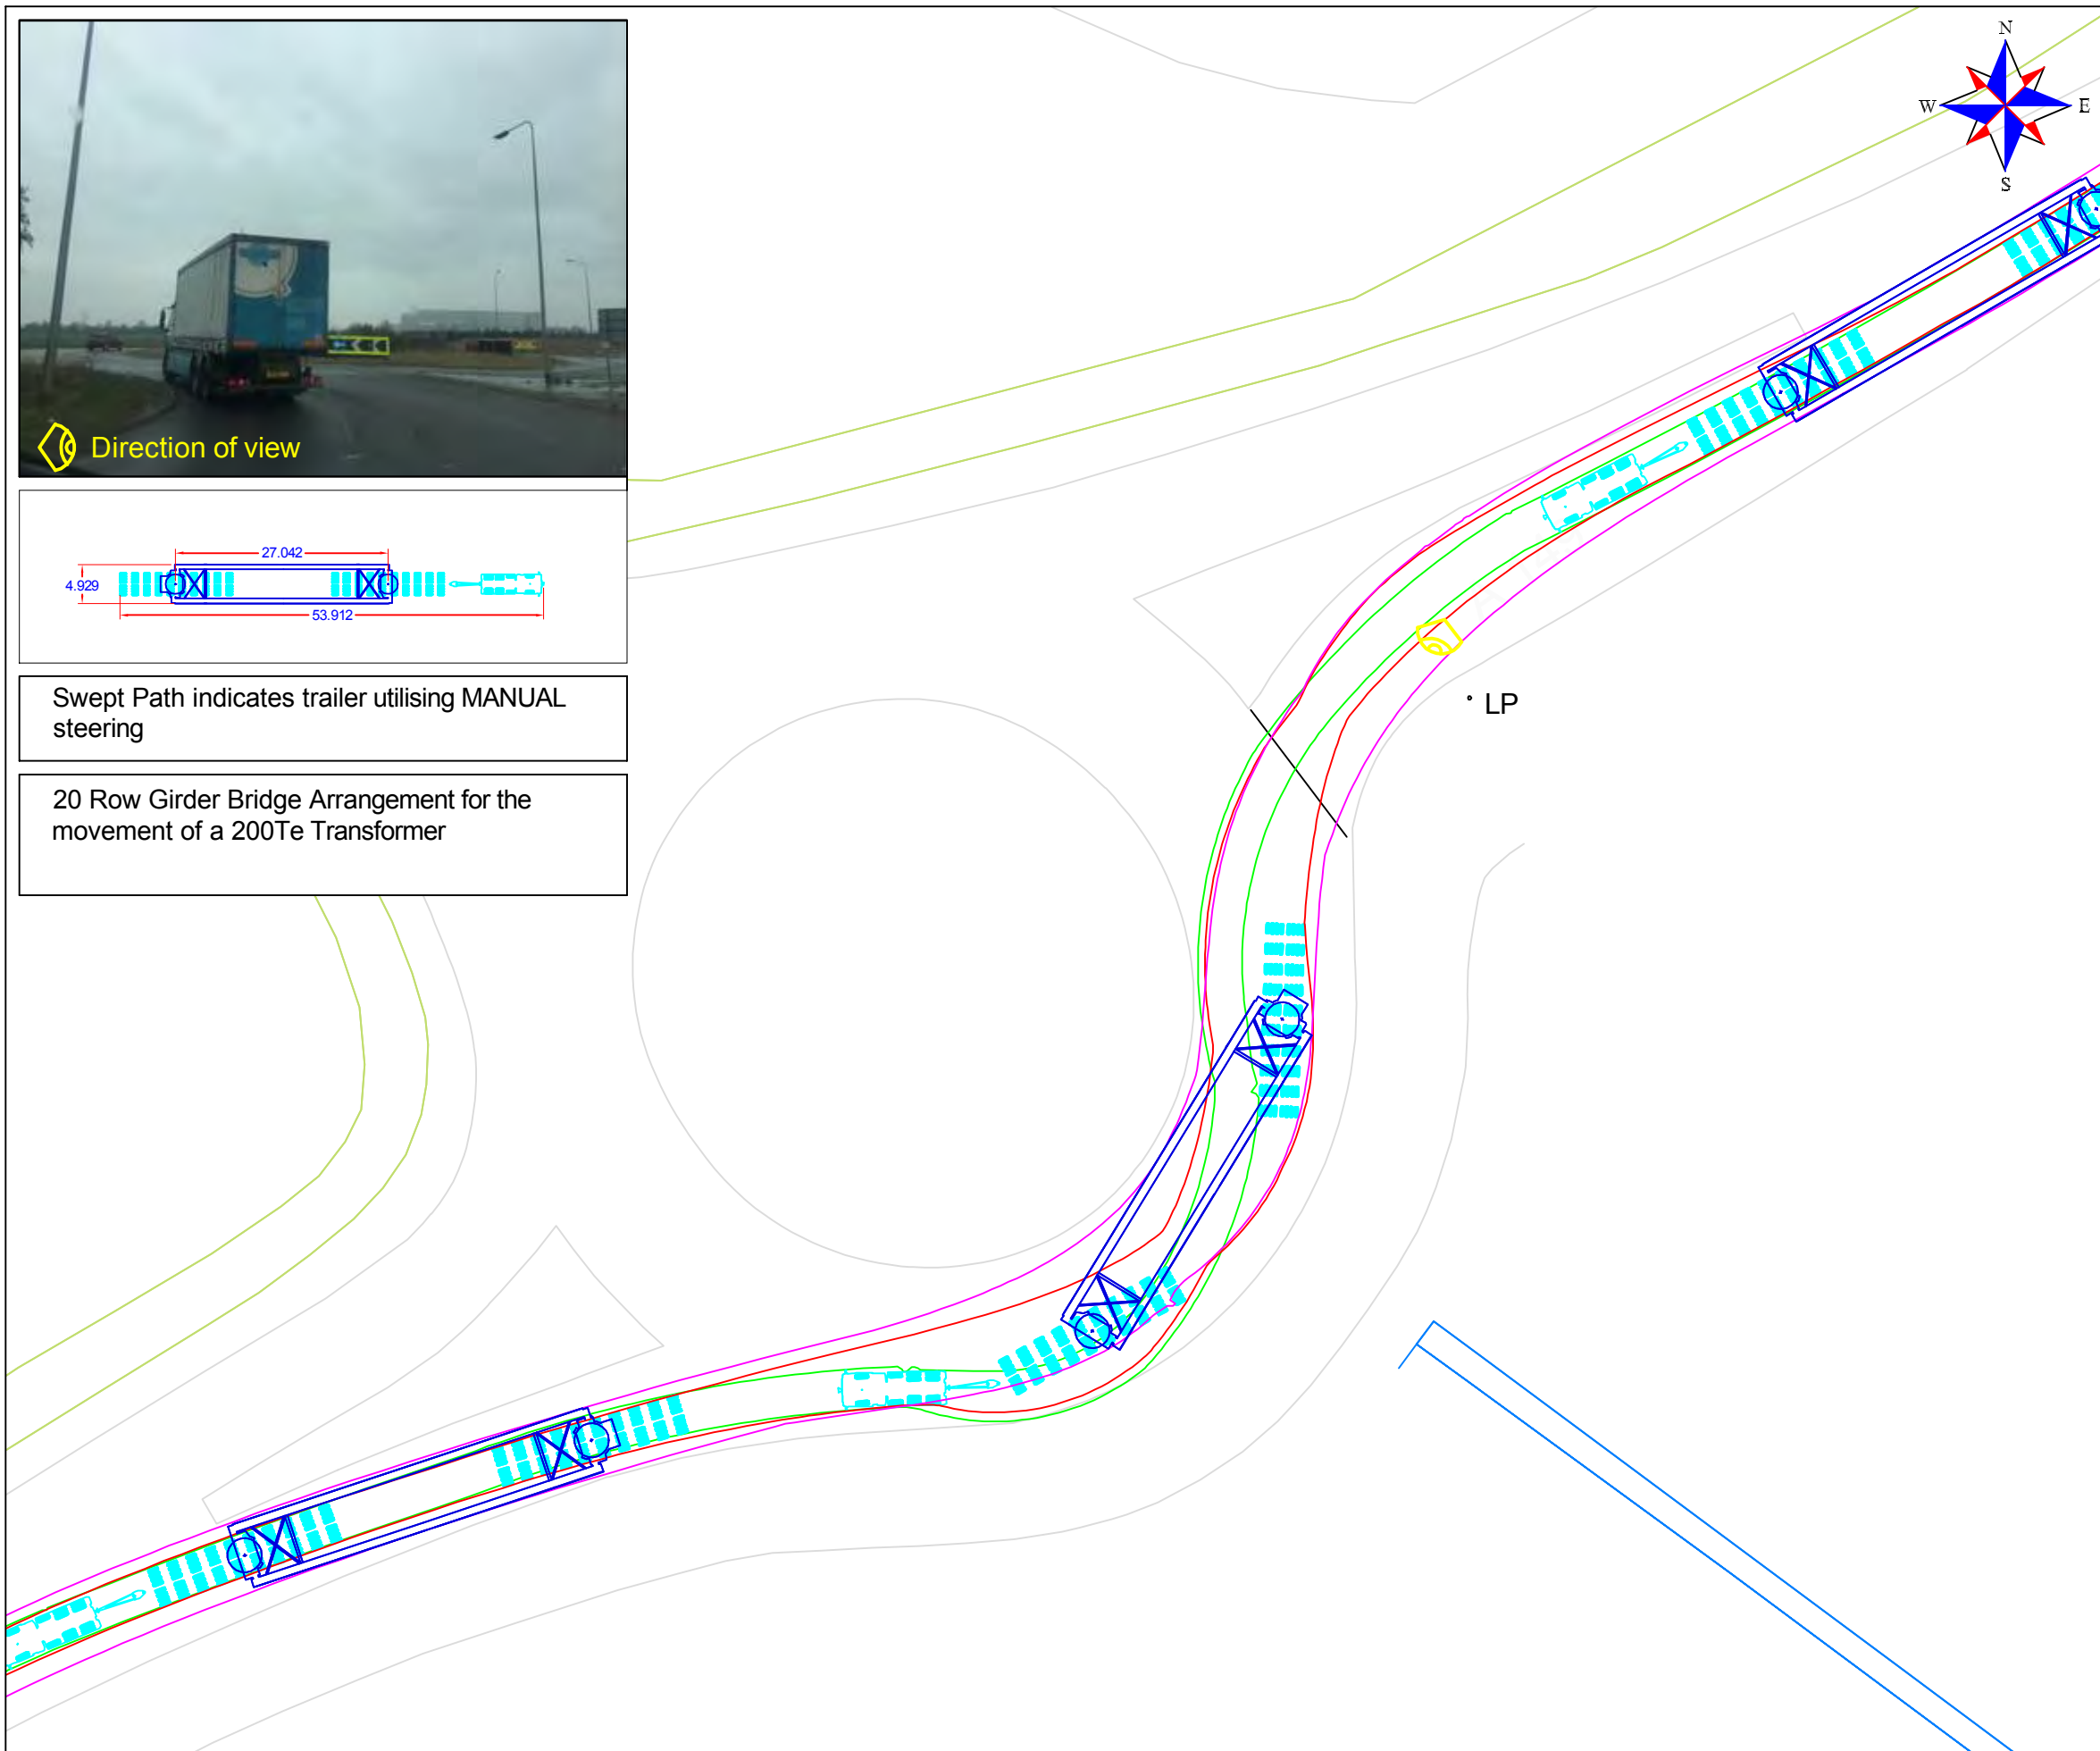 Direction of view
27.042
4.929
53.912
Swept Path indicates trailer utilising MANUAL
steering
20 Row Girder Bridge Arrangement for the
movement of a 200Te Transformer
N
W
E
S
LP